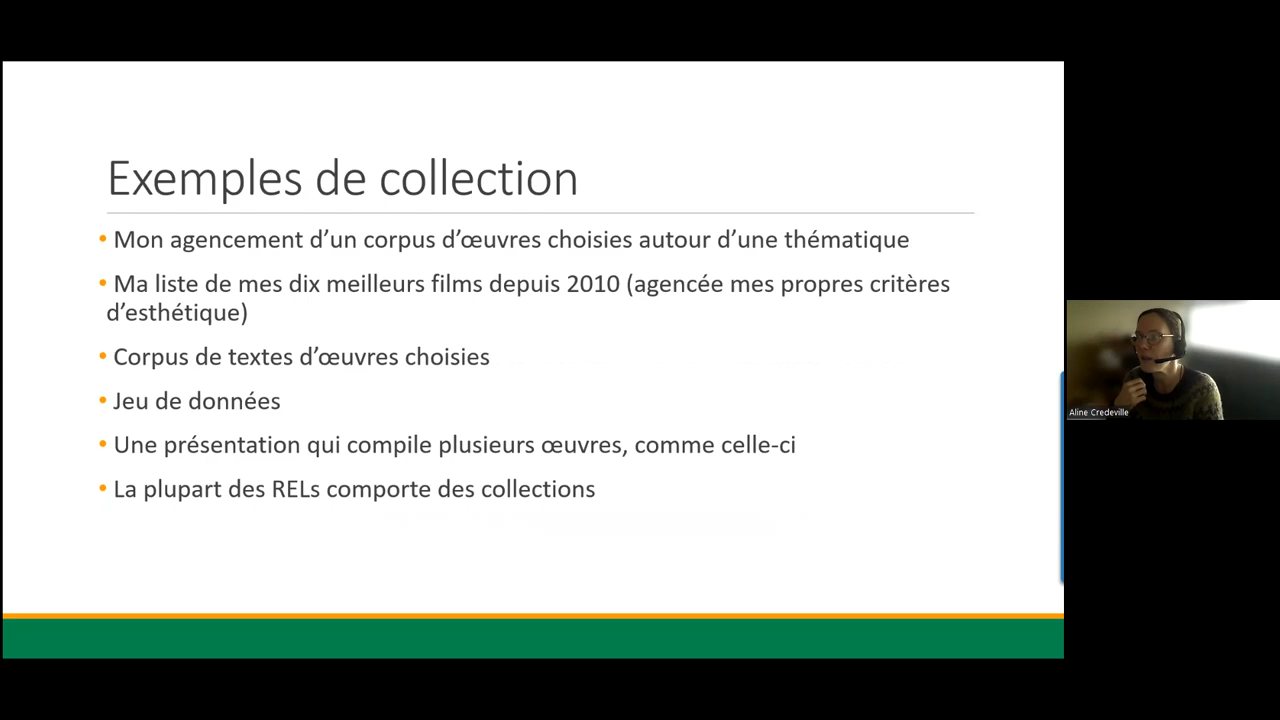 Exemples de collection
• Mon agencement d’un corpus d’œuvres choisies autour d’une thématique
• Ma liste de mes dix meilleurs films depuis 2010 (agencée mes propres critères
d’esthétique)
• Corpus de textes d’œuvres choisies
• Jeu de données
• Une présentation qui compile plusieurs œuvres, comme celle-ci
• La plupart des RELs comporte des collections
Aline Credeville